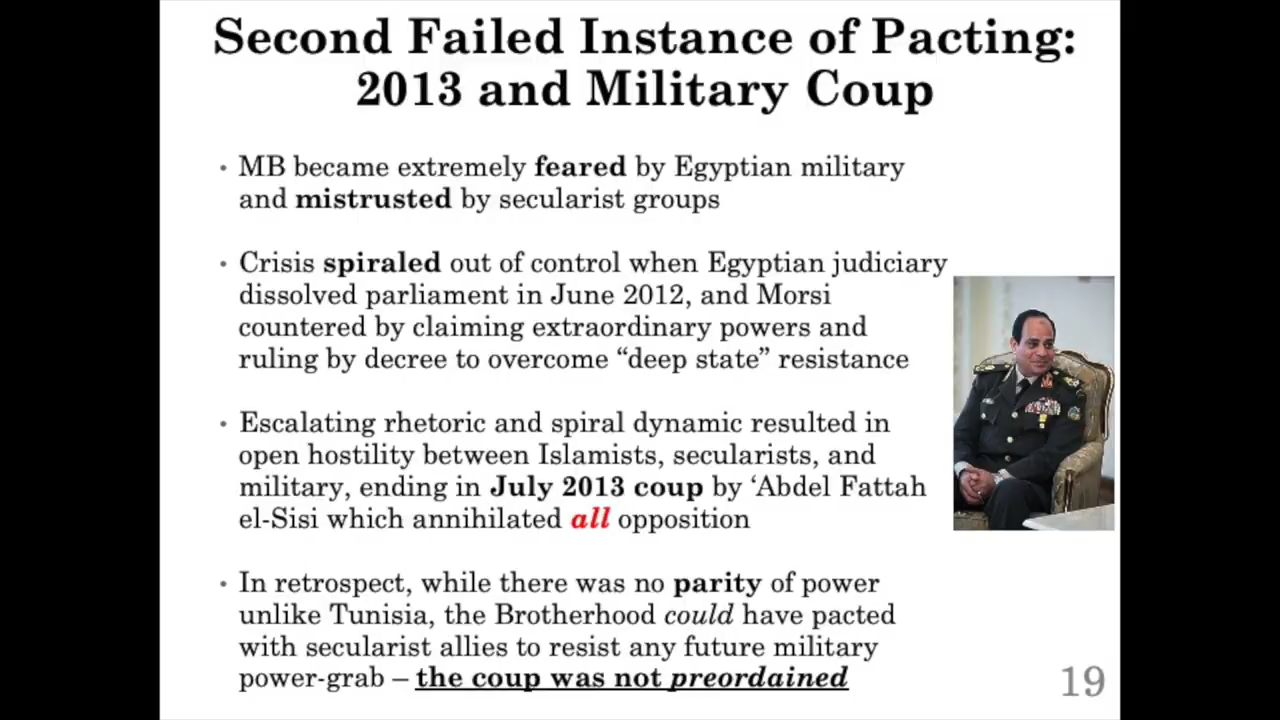 Second Failed Instance of Pacting:
2013 and Military Coup
• MB became extremely feared by Egyptian military
and mistrusted by secularist groups
• Crisis spiraled out of control when Egyptian judiciary
dissolved parliament in June 2012, and Morsi
countered by claiming extraordinary powers and
ruling by decree to overcome “deep state” resistance
• Escalating rhetoric and spiral dynamic resulted in
open hostility between Islamists, secularists, and
military, ending in July 2013 coup by ‘Abdel Fattah
el-Sisi which annihilated all opposition
• In retrospect, while there was no parity of power
unlike Tunisia, the Brotherhood could have pacted
with secularist allies to resist any future military
power-grab – the coup was not preordained
19